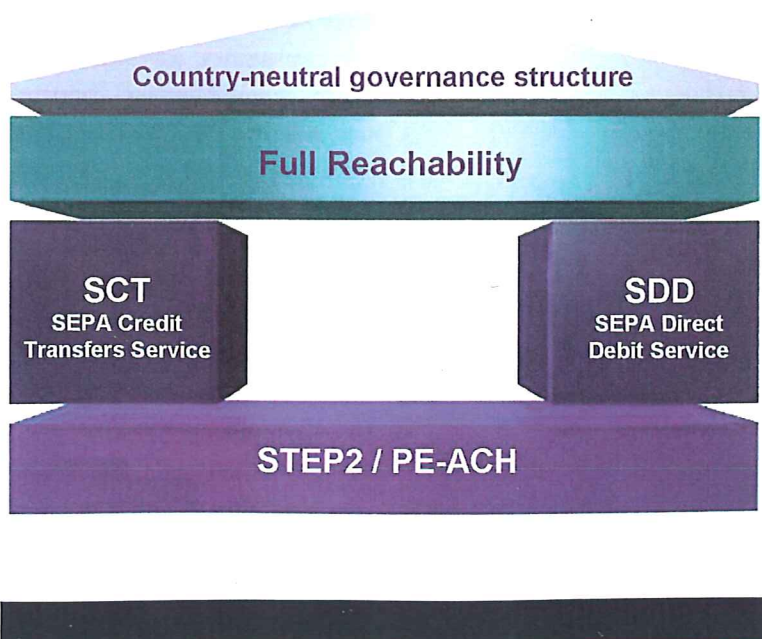 Country-neutral governance structure
Full Reachability
SCT
SEPA Credit
Transfers Service
SDD
SEPA Direct
Debit Service
STEP2 / PE-ACH